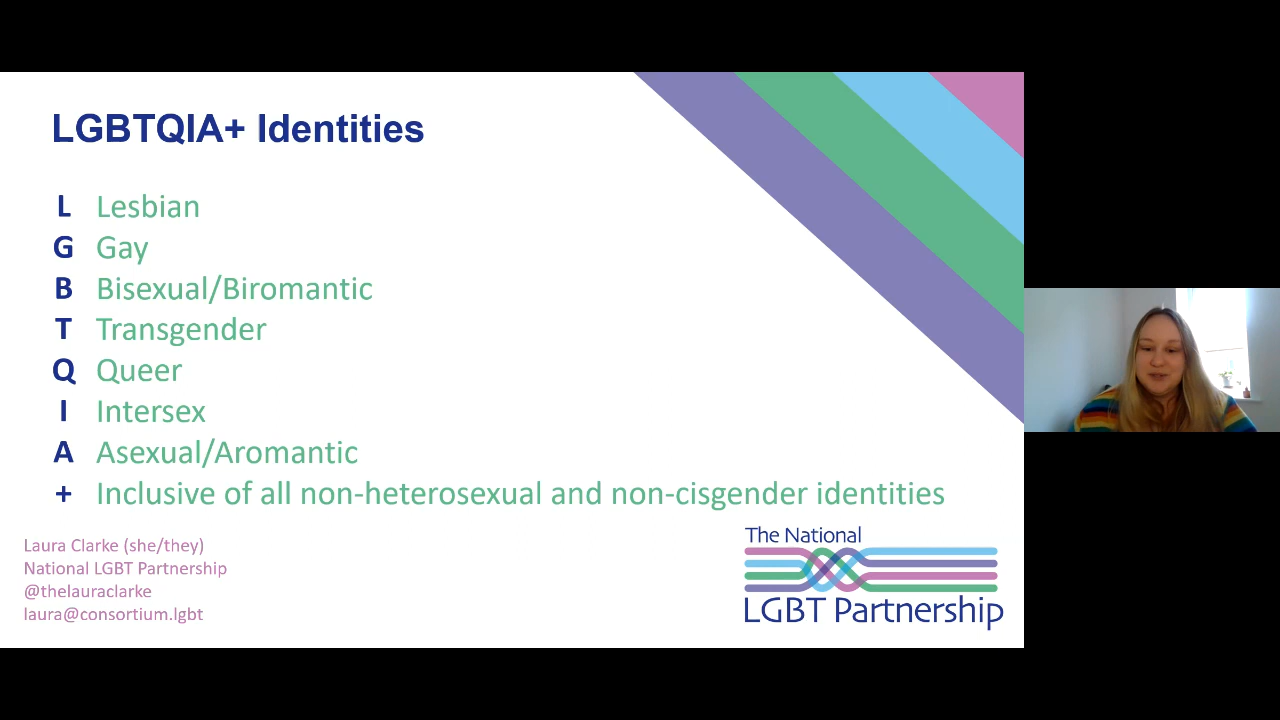 LGBTQIA+ Identities
L Lesbian
G Gay
B Bisexual/Biromantic
T Transgender
Q Queer
I Intersex
A Asexual/Aromantic
+ Inclusive of all non-heterosexual and non-cisgender identities
Laura Clarke (she/they)
National LGBT Partnership
@thelauraclarke
laura@consortium.lgbt
The National
LGBT Partnership